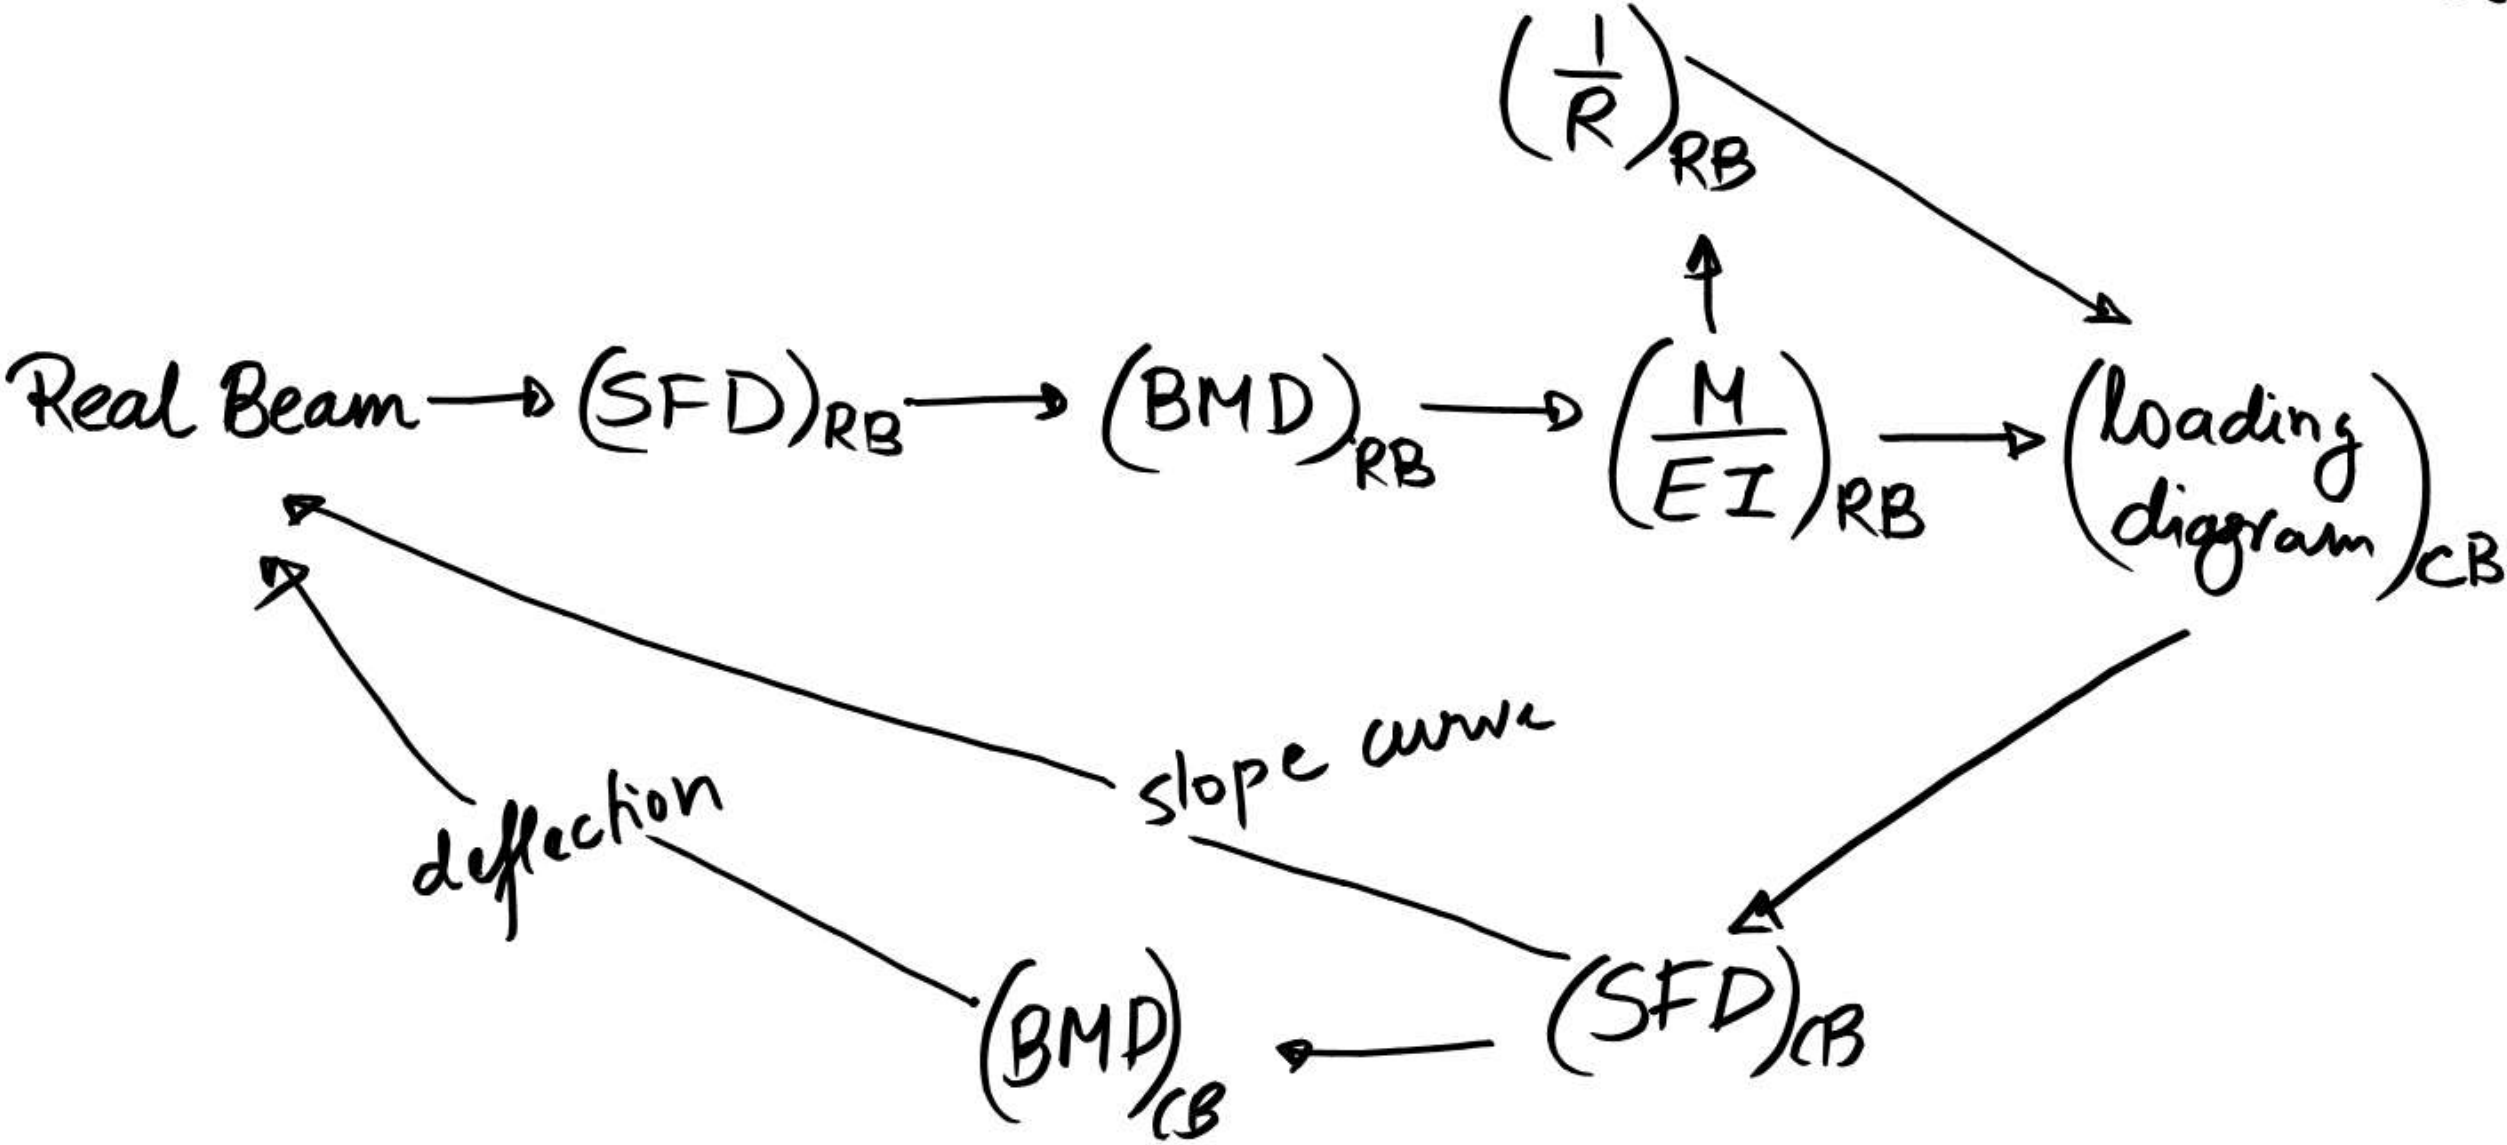 (1/R)RB
Real Beam → (SFD)RB → (BMD)RB → (M/EI)RB → (loading diagram)CB
slope curve
deflection
(BMD)CB ← (SFD)CB